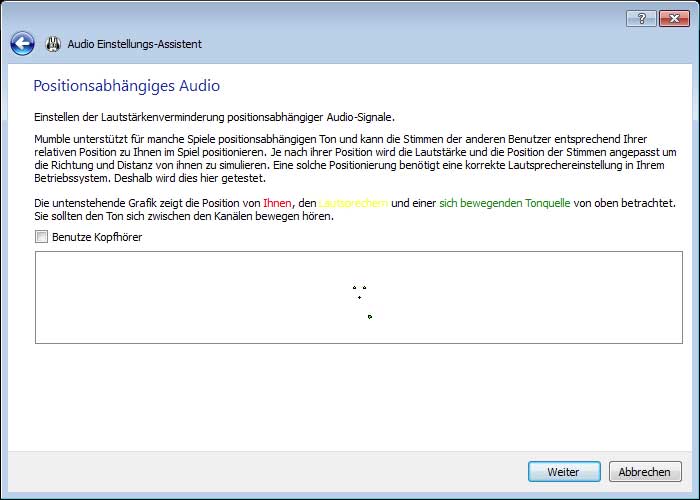 ?
Audio Einstellungs-Assistent
Positionsabhängiges Audio
Einstellen der Lautstärkenverminderung positionsabhängiger Audio-Signale.
Mumble unterstützt für manche Spiele positionsabhängigen Ton und kann die Stimmen der anderen Benutzer entsprechend Ihrer
relativen Position zu Ihnen im Spiel positionieren. Je nach ihrer Position wird die Lautstärke und die Position der Stimmen angepasst um
die Richtung und Distanz von ihnen zu simulieren. Eine solche Positionierung benötigt eine korrekte Lautsprechereinstellung in Ihrem
Betriebssystem. Deshalb wird dies hier getestet.
Die untenstehende Grafik zeigt die Position von Ihnen, den Lautsprechern und einer sich bewegenden Tonquelle von oben betrachtet.
Sie sollten den Ton sich zwischen den Kanälen bewegen hören.
Benutze Kopfhörer
Weiter Abbrechen